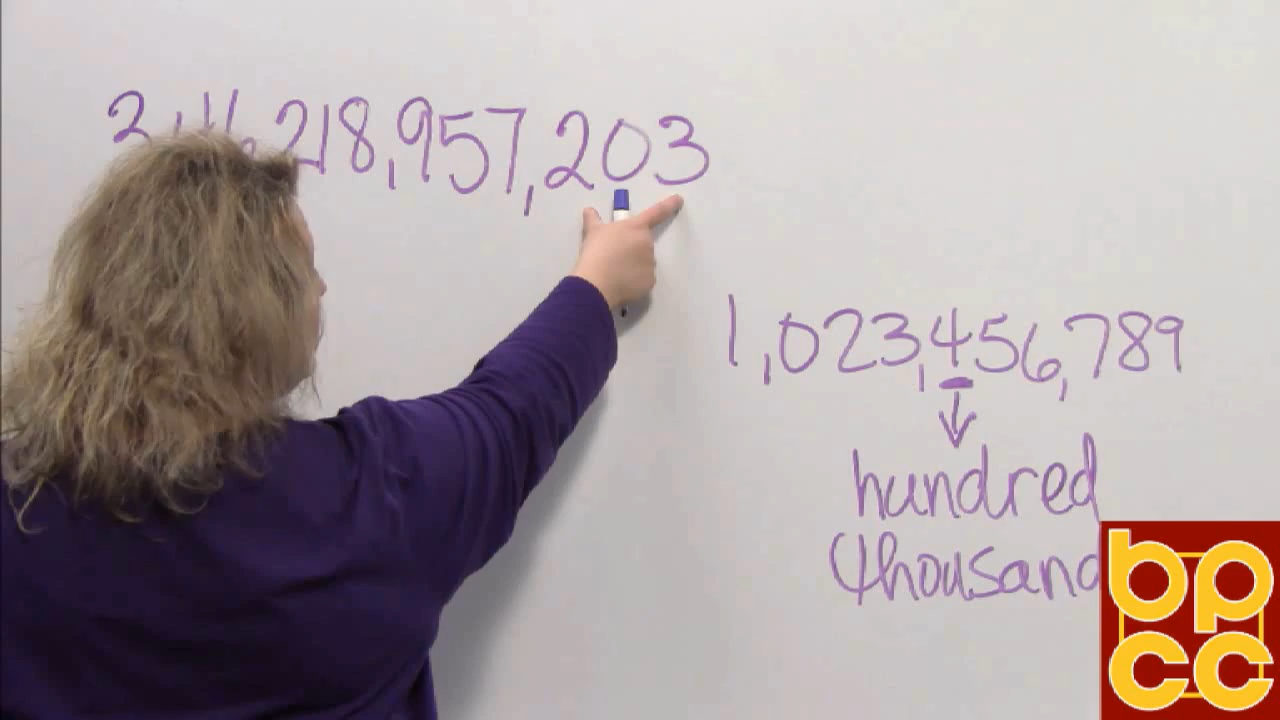 218,957,203
1,023,456,789
hundred
thousand
bpcc